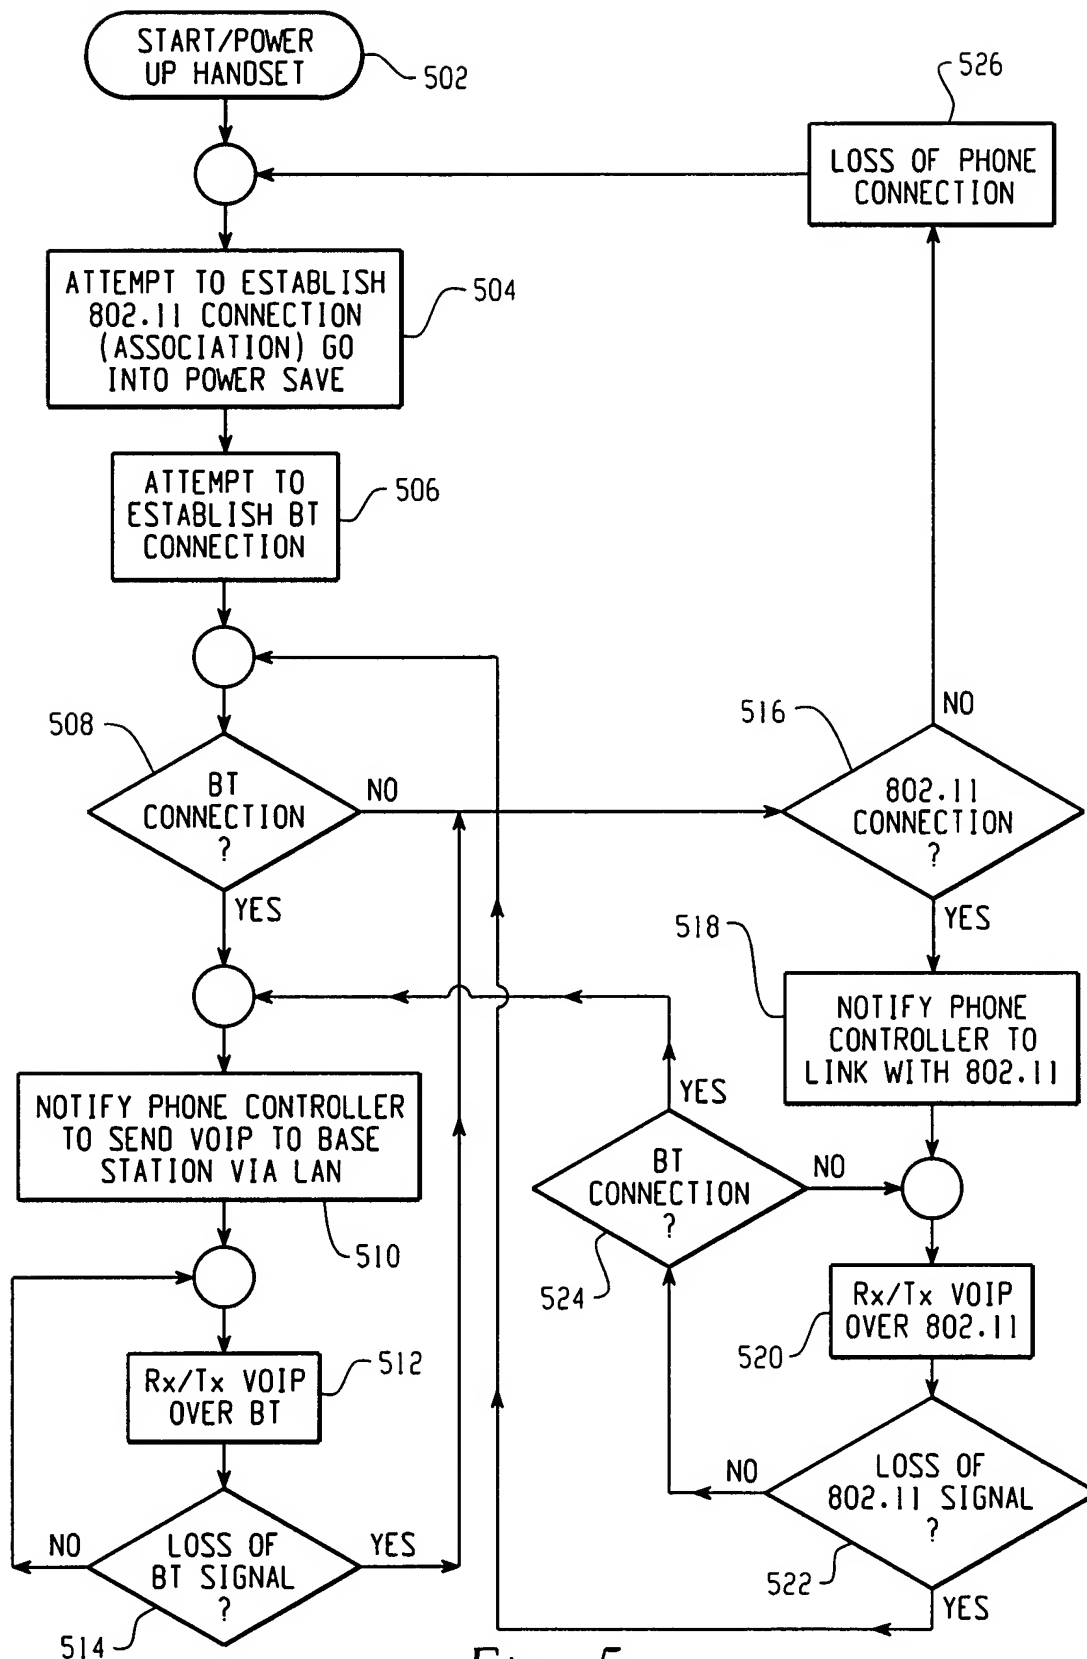 START/POWER
UP HANDSET
502
526
LOSS OF PHONE
CONNECTION
ATTEMPT TO ESTABLISH
802.11 CONNECTION
(ASSOCIATION) GO
INTO POWER SAVE
504
ATTEMPT TO
ESTABLISH BT
CONNECTION
506
508
BT
CONNECTION
?
NO
YES
516
NO
802.11
CONNECTION
?
YES
518
NOTIFY PHONE
CONTROLLER TO
LINK WITH 802.11
NOTIFY PHONE CONTROLLER
TO SEND VOIP TO BASE
STATION VIA LAN
510
YES
BT
CONNECTION
?
NO
524
Rx/Tx VOIP
OVER 802.11
520
Rx/Tx VOIP
OVER BT
512
NO
LOSS OF
802.11 SIGNAL
?
522
YES
NO
LOSS OF
BT SIGNAL
?
YES
514